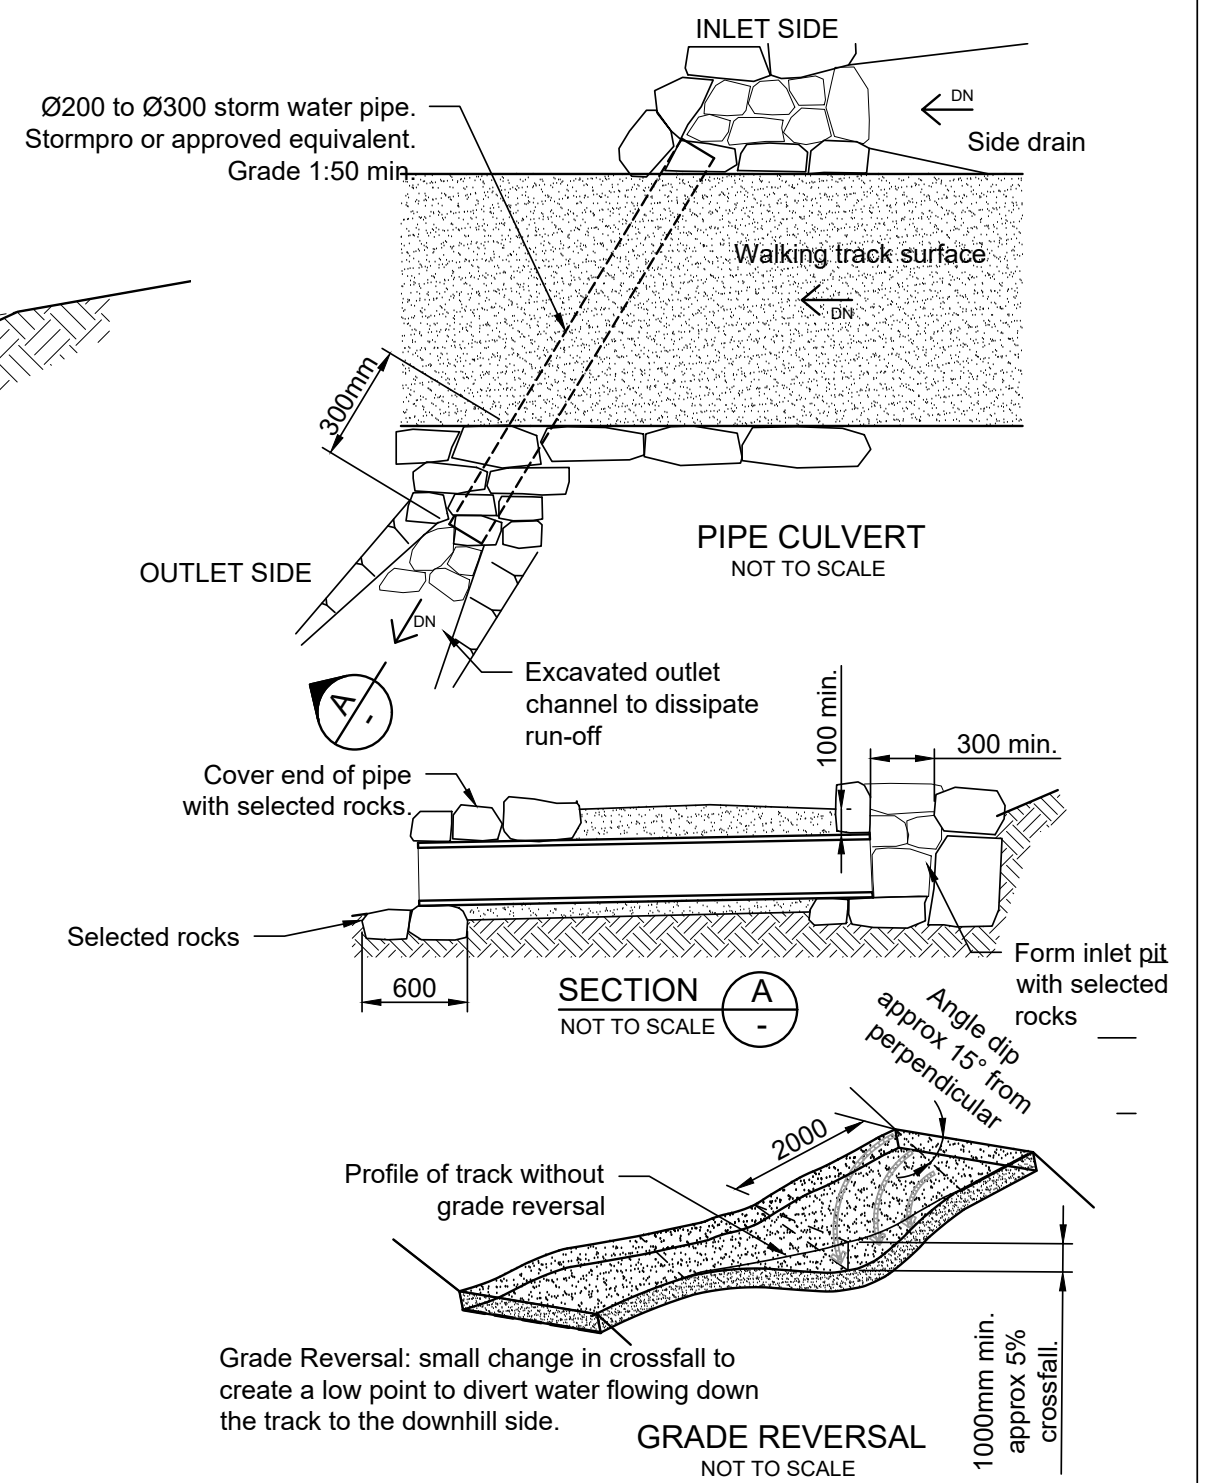 INLET SIDE
Ø200 to Ø300 storm water pipe.
Stormpro or approved equivalent.
Grade 1:50 min.
DN
Side drain
Walking track surface
DN
300mm
OUTLET SIDE
PIPE CULVERT
NOT TO SCALE
DN
Excavated outlet
channel to dissipate
run-off
A
-
100 min.
300 min.
Cover end of pipe
with selected rocks.
Selected rocks
600
SECTION
NOT TO SCALE
A
-
Form inlet pit
with selected
rocks
Angle dip
approx 15° from
perpendicular
2000
Profile of track without
grade reversal
1000mm min.
approx 5%
crossfall.
Grade Reversal: small change in crossfall to
create a low point to divert water flowing down
the track to the downhill side.
GRADE REVERSAL
NOT TO SCALE